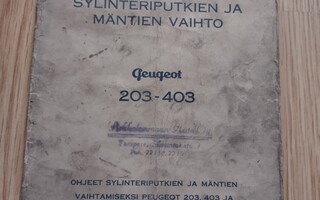 SYLINTERIPUTKIEN JA
MÄNTIEN VAIHTO
Peugeot
203-403
OHJEET SYLINTERIPUTKIEN JA MÄNTIEN
VAIHTAMISEKSI PEUGEOT 203, 403 JA